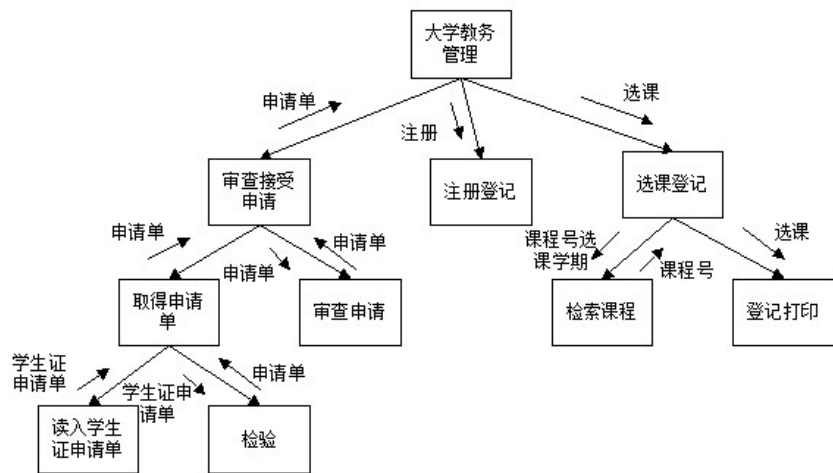 大学教务
管理
申请单
选课
注册
审查接受
申请
注册登记
选课登记
申请单
申请单
申请单
课程号选
课学期
课程号
选课
取得申请
单
审查申请
检索课程
登记打印
学生证
申请单
学生证申
请单
申请单
读入学生
证申请单
检验